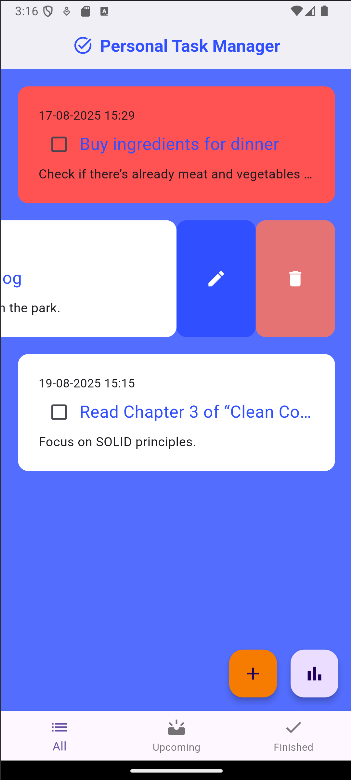 3:16
Personal Task Manager
17-08-2025 15:29
Buy ingredients for dinner
Check if there's already meat and vegetables ...
og
the park.
19-08-2025 15:15
Read Chapter 3 of “Clean Co...
Focus on SOLID principles.
All
Upcoming
Finished